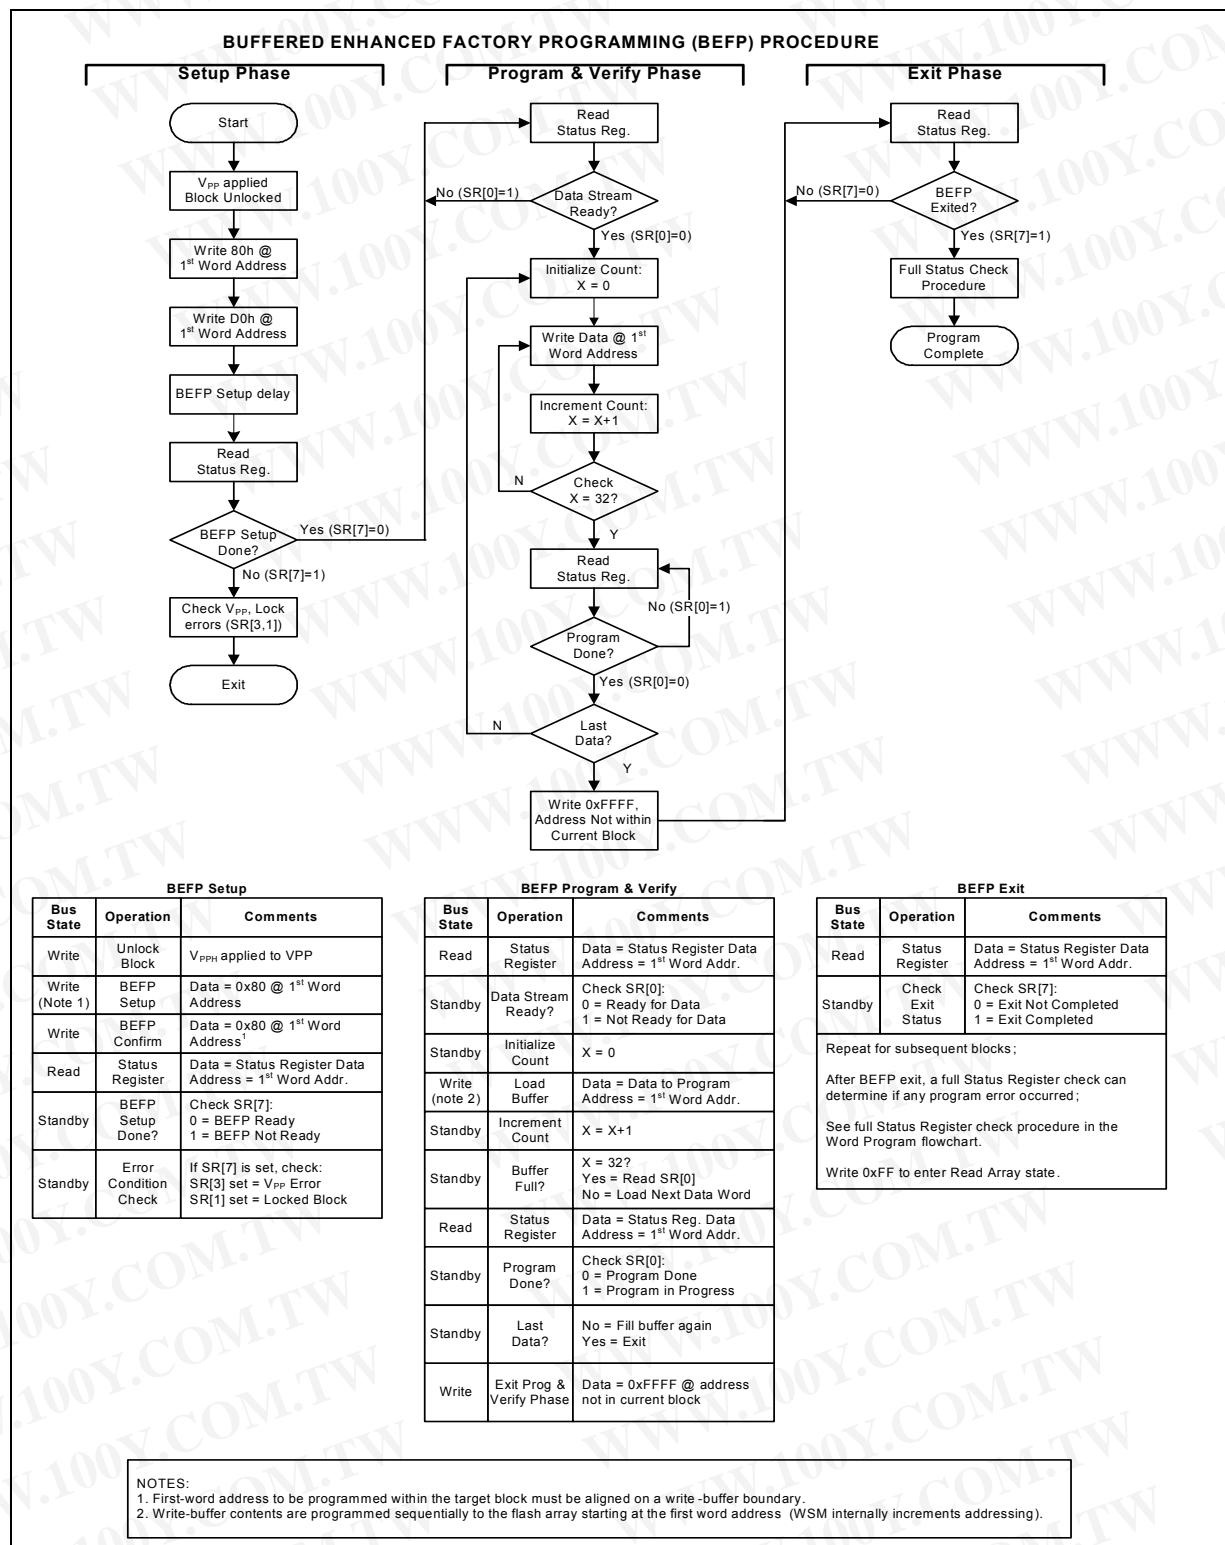 BUFFERED ENHANCED FACTORY PROGRAMMING (BEFP) PROCEDURE
Setup Phase
Start
VPP applied
Block Unlocked
Write 80h @
1st Word Address
Write D0h @
1st Word Address
BEFP Setup delay
Read
Status Reg.
BEFP Setup
Done?
Yes (SR[7]=0)
No (SR[7]=1)
Check VPP, Lock
errors (SR[3,1])
Exit
Program & Verify Phase
Read
Status Reg.
No (SR[0]=1)
Data Stream
Ready?
Yes (SR[0]=0)
Initialize Count:
X = 0
Write Data @ 1st
Word Address
Increment Count:
X = X+1
N
Check
X = 32?
Y
Read
Status Reg.
No (SR[0]=1)
Program
Done?
Yes (SR[0]=0)
N
Last
Data?
Y
Write 0xFFFF,
Address Not within
Current Block
Exit Phase
Read
Status Reg.
No (SR[7]=0)
BEFP
Exited?
Yes (SR[7]=1)
Full Status Check
Procedure
Program
Complete
BEFP Setup
Bus State | Operation | Comments
Write | Unlock Block | VPPH applied to VPP
Write (Note 1) | BEFP Setup | Data = 0x80 @ 1st Word Address
Write | BEFP Confirm | Data = 0x80 @ 1st Word Address1
Read | Status Register | Data = Status Register Data Address = 1st Word Addr.
Standby | BEFP Setup Done? | Check SR[7]:
0 = BEFP Ready
1 = BEFP Not Ready
Standby | Error Condition Check | If SR[7] is set, check:
SR[3] set = VPP Error
SR[1] set = Locked Block
BEFP Program & Verify
Bus State | Operation | Comments
Read | Status Register | Data = Status Register Data Address = 1st Word Addr.
Standby | Data Stream Ready? | Check SR[0]:
0 = Ready for Data
1 = Not Ready for Data
Standby | Initialize Count | X = 0
Write (note 2) | Load Buffer | Data = Data to Program Address = 1st Word Addr.
Standby | Increment Count | X = X+1
Standby | Buffer Full? | X = 32?
Yes = Read SR[0]
No = Load Next Data Word
Read | Status Register | Data = Status Reg. Data Address = 1st Word Addr.
Standby | Program Done? | Check SR[0]:
0 = Program Done
1 = Program in Progress
Standby | Last Data? | No = Fill buffer again
Yes = Exit
Write | Exit Prog & Verify Phase | Data = 0xFFFF @ address not in current block
BEFP Exit
Bus State | Operation | Comments
Read | Status Register | Data = Status Register Data Address = 1st Word Addr.
Standby | Check Exit Status | Check SR[7]:
0 = Exit Not Completed
1 = Exit Completed
Repeat for subsequent blocks;
After BEFP exit, a full Status Register check can
determine if any program error occurred;
See full Status Register check procedure in the
Word Program flowchart.
Write 0xFF to enter Read Array state.
NOTES:
1. First-word address to be programmed within the target block must be aligned on a write-buffer boundary.
2. Write-buffer contents are programmed sequentially to the flash array starting at the first word address (WSM internally increments addressing).
WWW.100Y.COM.TW